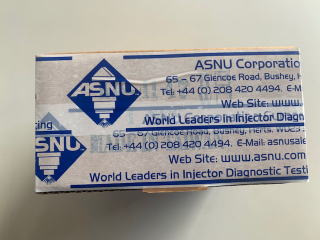 ASNU
ASNU Corporatio
65 – 67 Glencoe Road, Bushey, H
Tel: +44 (0) 208 420 4494. E-M
Web Site: www.
World Leaders in Injector Diagn
ting
ASNU
65 – 67 Glencoe Road, Bushey, Herts. WD23
Tel: +44 (0) 208 420 4494. E-Mail: asnusale
Web Site: www.asnu.com
World Leaders in Injector Diagnostic Testi